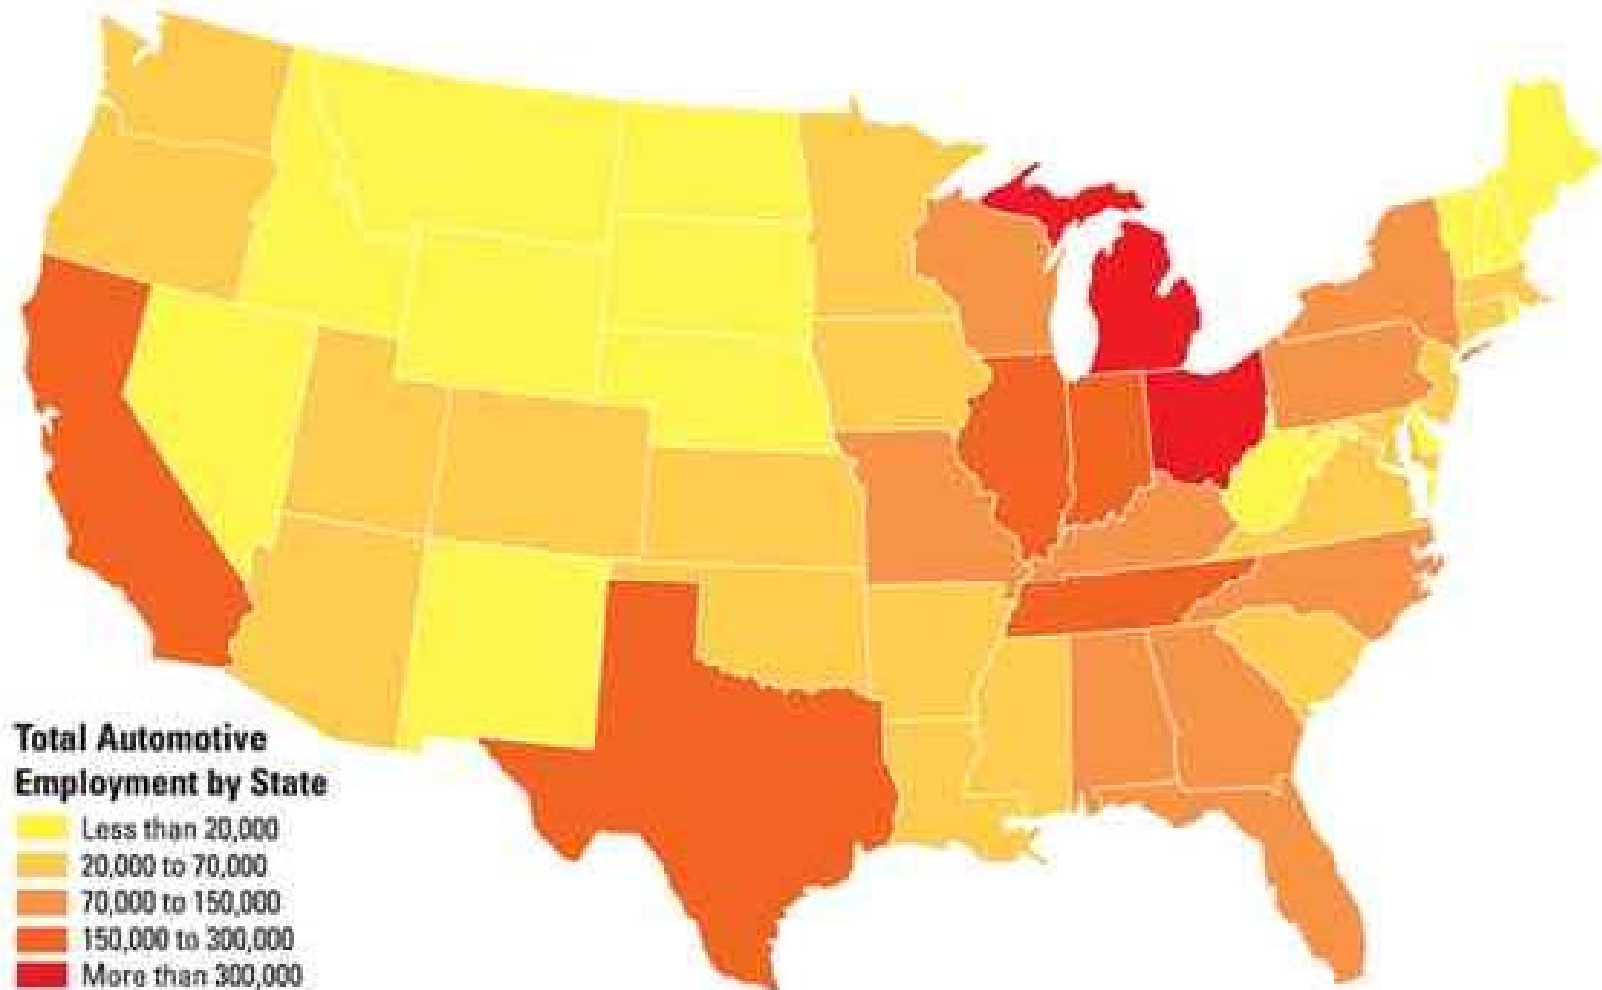 Total Automotive
Employment by State
Less than 20,000
20,000 to 70,000
70,000 to 150,000
150,000 to 300,000
More than 300,000